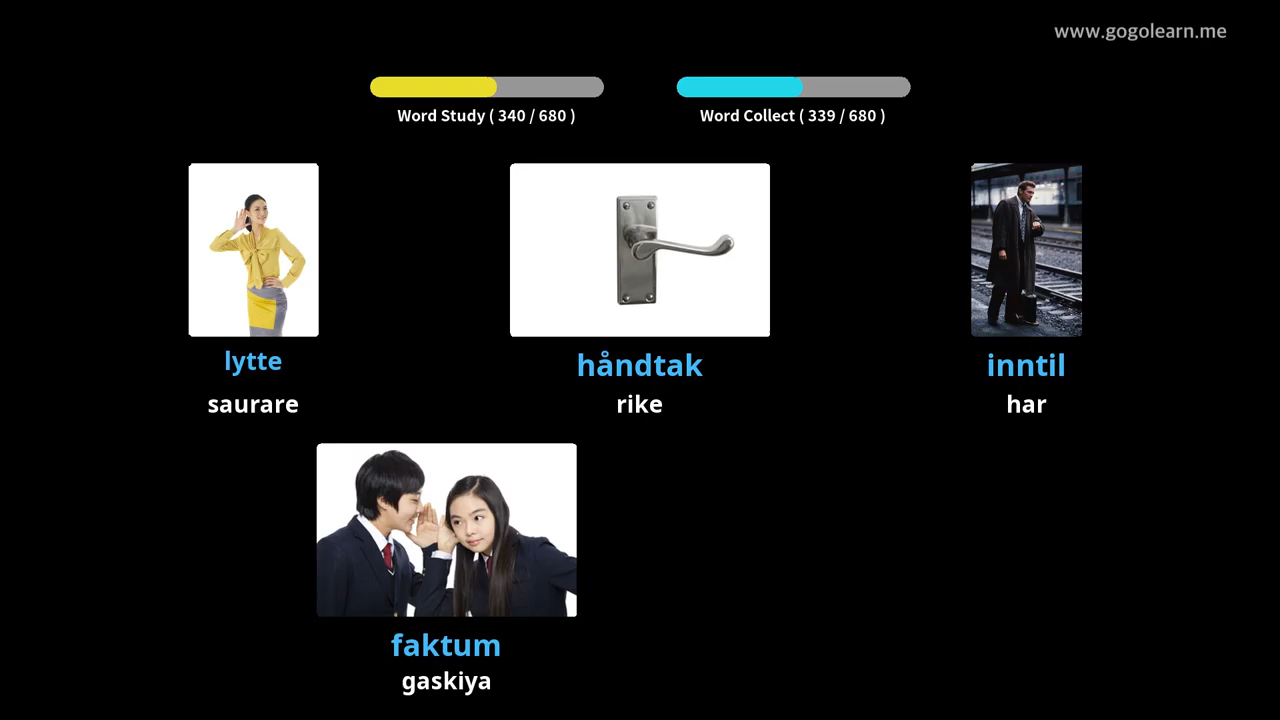 www.gogolearn.me
Word Study ( 340 / 680 )
Word Collect ( 339 / 680 )
lytte
saurare
håndtak
rike
inntil
har
faktum
gaskiya